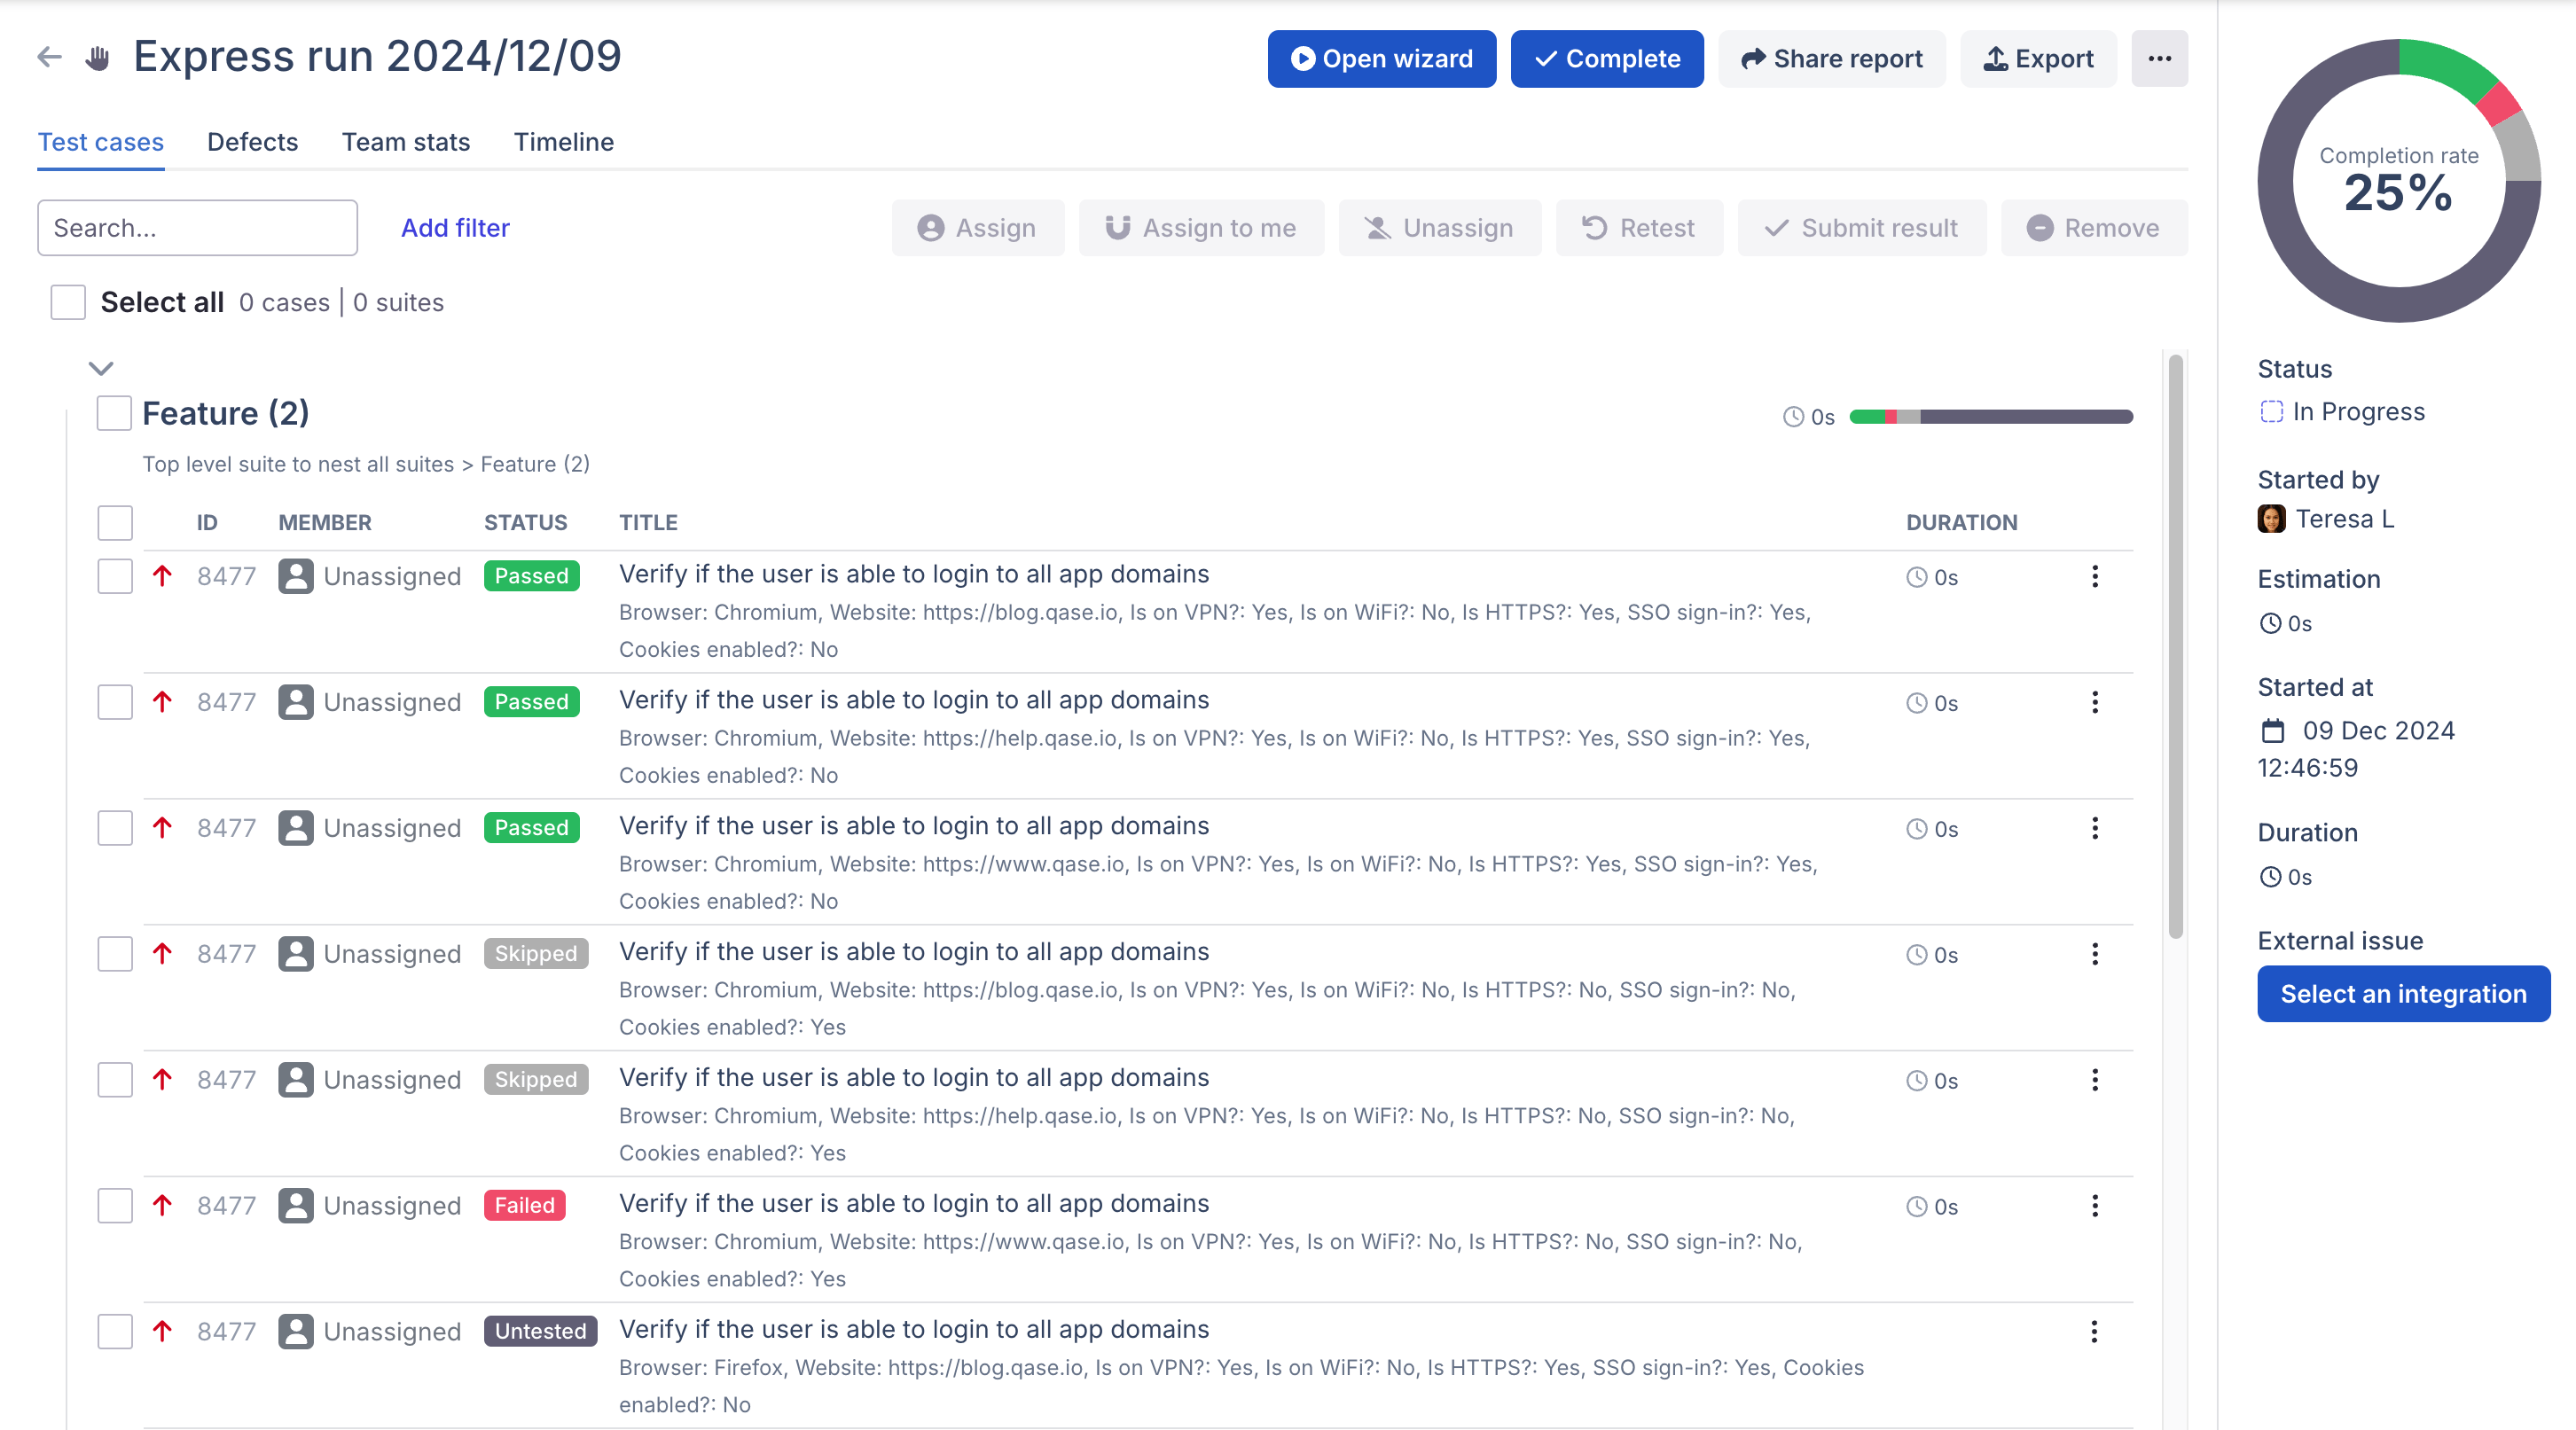 Express run 2024/12/09
Open wizard
Complete
Share report
Export
Test cases
Defects
Team stats
Timeline
Search...
Add filter
Assign
Assign to me
Unassign
Retest
Submit result
Remove
Select all 0 cases | 0 suites
Feature (2)
0s
Top level suite to nest all suites > Feature (2)
ID MEMBER STATUS TITLE DURATION
8477 Unassigned Passed Verify if the user is able to login to all app domains 0s
Browser: Chromium, Website: https://blog.qase.io, Is on VPN?: Yes, Is on WiFi?: No, Is HTTPS?: Yes, SSO sign-in?: Yes,
Cookies enabled?: No
8477 Unassigned Passed Verify if the user is able to login to all app domains 0s
Browser: Chromium, Website: https://help.qase.io, Is on VPN?: Yes, Is on WiFi?: No, Is HTTPS?: Yes, SSO sign-in?: Yes,
Cookies enabled?: No
8477 Unassigned Passed Verify if the user is able to login to all app domains 0s
Browser: Chromium, Website: https://www.qase.io, Is on VPN?: Yes, Is on WiFi?: No, Is HTTPS?: Yes, SSO sign-in?: Yes,
Cookies enabled?: No
8477 Unassigned Skipped Verify if the user is able to login to all app domains 0s
Browser: Chromium, Website: https://blog.qase.io, Is on VPN?: Yes, Is on WiFi?: No, Is HTTPS?: No, SSO sign-in?: No,
Cookies enabled?: Yes
8477 Unassigned Skipped Verify if the user is able to login to all app domains 0s
Browser: Chromium, Website: https://help.qase.io, Is on VPN?: Yes, Is on WiFi?: No, Is HTTPS?: No, SSO sign-in?: No,
Cookies enabled?: Yes
8477 Unassigned Failed Verify if the user is able to login to all app domains 0s
Browser: Chromium, Website: https://www.qase.io, Is on VPN?: Yes, Is on WiFi?: No, Is HTTPS?: No, SSO sign-in?: No,
Cookies enabled?: Yes
8477 Unassigned Untested Verify if the user is able to login to all app domains
Browser: Firefox, Website: https://blog.qase.io, Is on VPN?: Yes, Is on WiFi?: No, Is HTTPS?: Yes, SSO sign-in?: Yes, Cookies
enabled?: No
Completion rate
25%
Status
In Progress
Started by
Teresa L
Estimation
0s
Started at
09 Dec 2024
12:46:59
Duration
0s
External issue
Select an integration